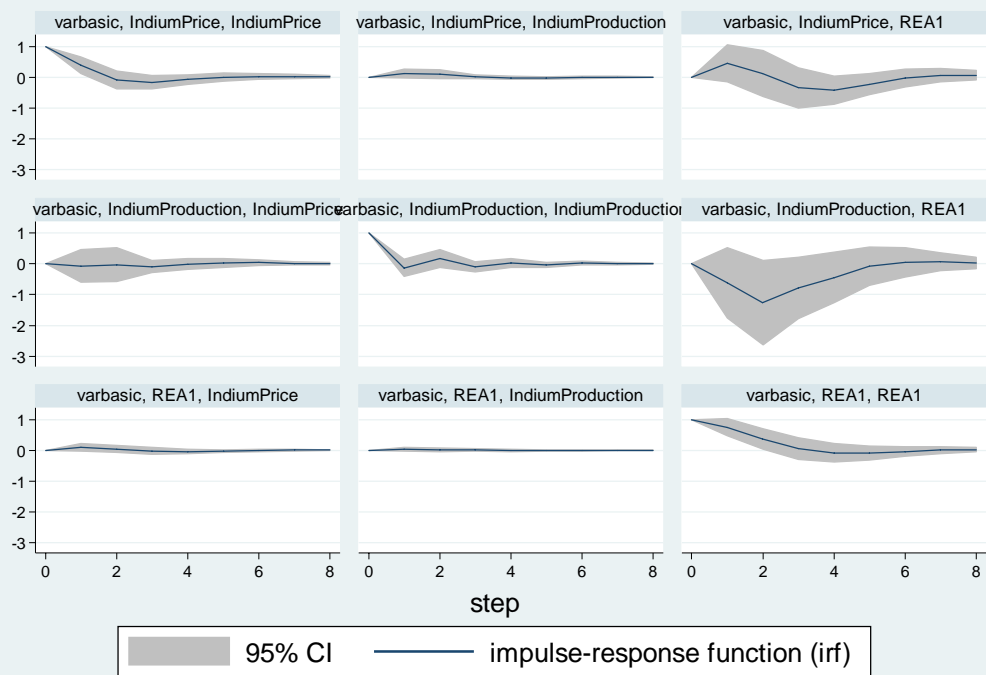 varbasic, IndiumPrice, IndiumPrice
varbasic, IndiumPrice, IndiumProduction
varbasic, IndiumPrice, REA1
1
0
-1
-2
-3
varbasic, IndiumProduction, IndiumPrice
varbasic, IndiumProduction, IndiumProduction
varbasic, IndiumProduction, REA1
1
0
-1
-2
-3
varbasic, REA1, IndiumPrice
varbasic, REA1, IndiumProduction
varbasic, REA1, REA1
1
0
-1
-2
-3
0 2 4 6 8 0 2 4 6 8 0 2 4 6 8
step
95% CI impulse-response function (irf)